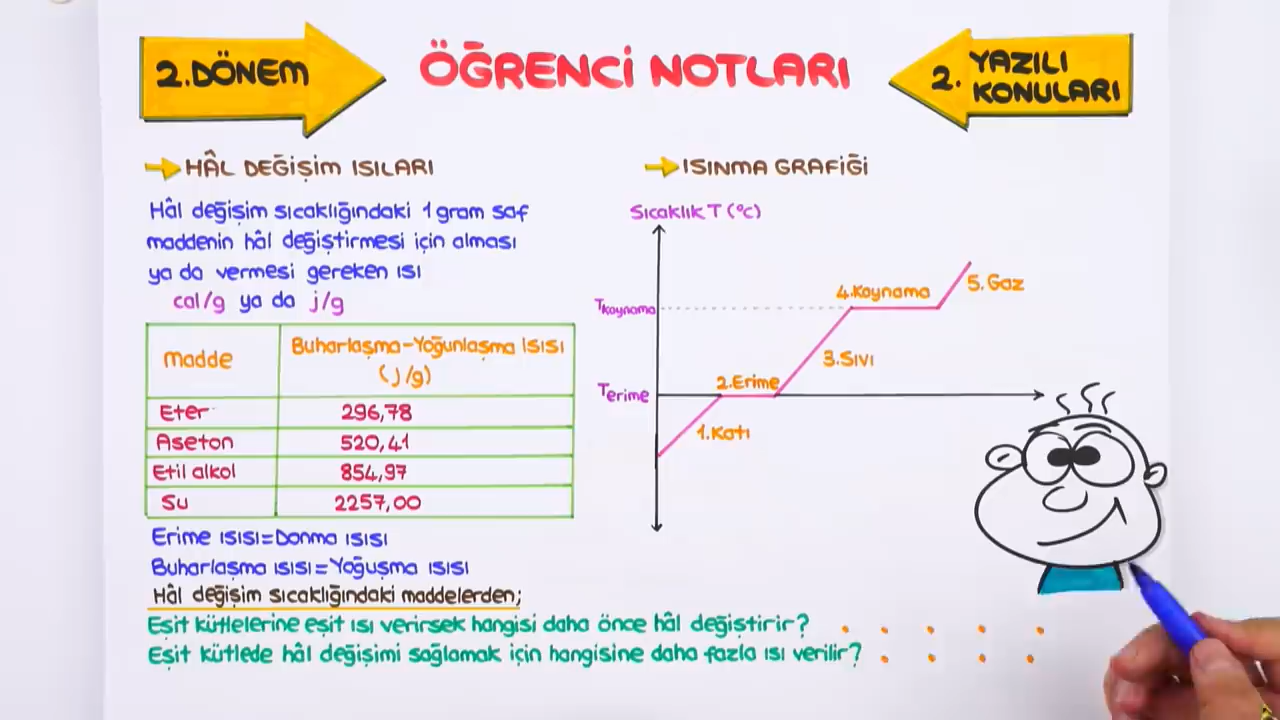 2.DÖNEM
ÖĞRENCİ NOTLARI
2. YAZILI
KONULARI
HÂL DEĞİŞİM ISILARI
Hâl değişim sıcaklığındaki 1 gram saf
maddenin hâl değiştirmesi için alması
ya da vermesi gereken ısı
cal/g ya da j/g
Madde
Buharlaşma-Yoğunlaşma ISISI
(j/g)
Eter 296,78
Aseton 520,41
Etil alkol 854,97
Su 2257,00
Erime ısısı=Donma ısısı
Buharlaşma ısısı=Yoğuşma ısısı
Hâl değişim sıcaklığındaki maddelerden;
Eşit kütlelerine eşit ısı verirsek hangisi daha önce hâl değiştirir?
Eşit kütlede hâl değişimi sağlamak için hangisine daha fazla ısı verilir?
ISINMA GRAFİĞİ
Sıcaklık T (°C)
Tkaynama
Terime
1.Katı
2.Erime
3.Sıvı
4.Kaynama
5.Gaz